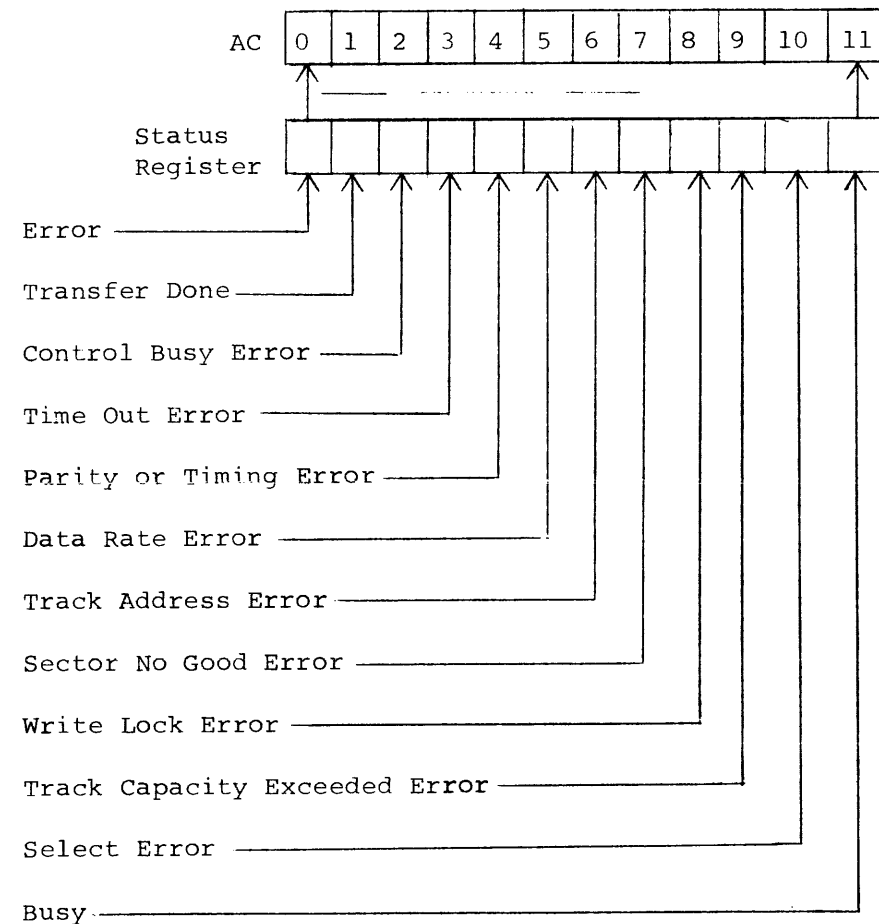 AC 0 1 2 3 4 5 6 7 8 9 10 11
Status
Register
Error
Transfer Done
Control Busy Error
Time Out Error
Parity or Timing Error
Data Rate Error
Track Address Error
Sector No Good Error
Write Lock Error
Track Capacity Exceeded Error
Select Error
Busy